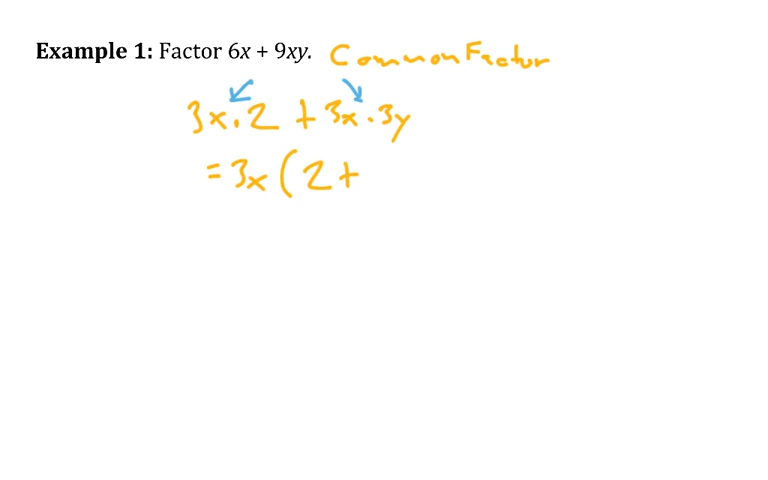 Example 1: Factor 6x + 9xy. Common Factor
3x · 2 + 3x · 3y
= 3x ( 2 +